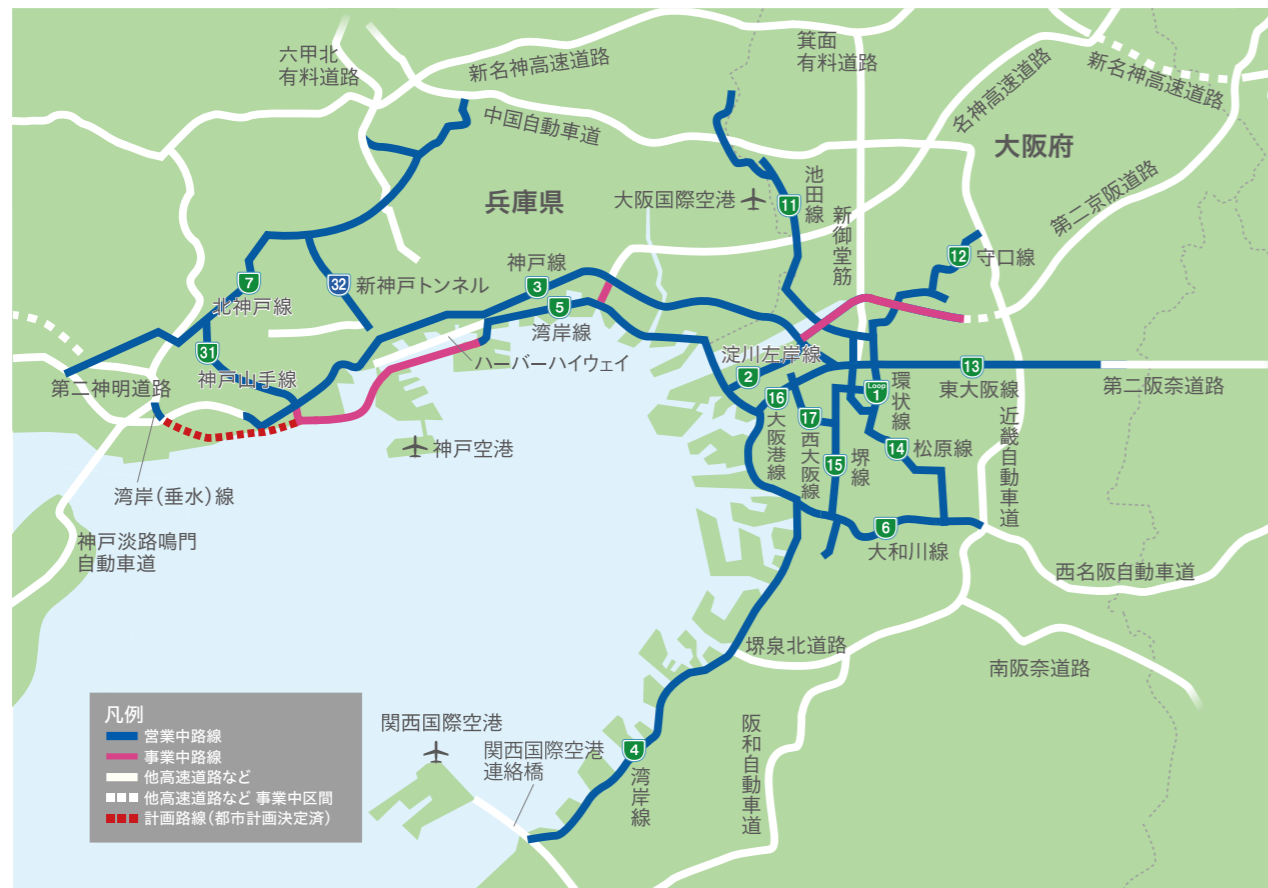 六甲北
有料道路
新名神高速道路
箕面
有料道路
名神高速道路
新名神高速道路
中国自動車道
大阪府
兵庫県
大阪国際空港
11
池田線
新御堂筋
第二京阪道路
12
守口線
7
北神戸線
32
新神戸トンネル
神戸線
3
5
湾岸線
ハーバーハイウェイ
31
神戸山手線
第二神明道路
淀川左岸線
2
16
大阪港線
17
西大阪線
15
堺線
Loop
1
環状線
13
東大阪線
第二阪奈道路
14
松原線
近畿自動車道
神戸空港
湾岸(垂水)線
神戸淡路鳴門
自動車道
6
大和川線
西名阪自動車道
堺泉北道路
南阪奈道路
阪和自動車道
関西国際空港
関西国際空港
連絡橋
4
湾岸線
凡例
営業中路線
事業中路線
他高速道路など
他高速道路など 事業中区間
計画路線(都市計画決定済)